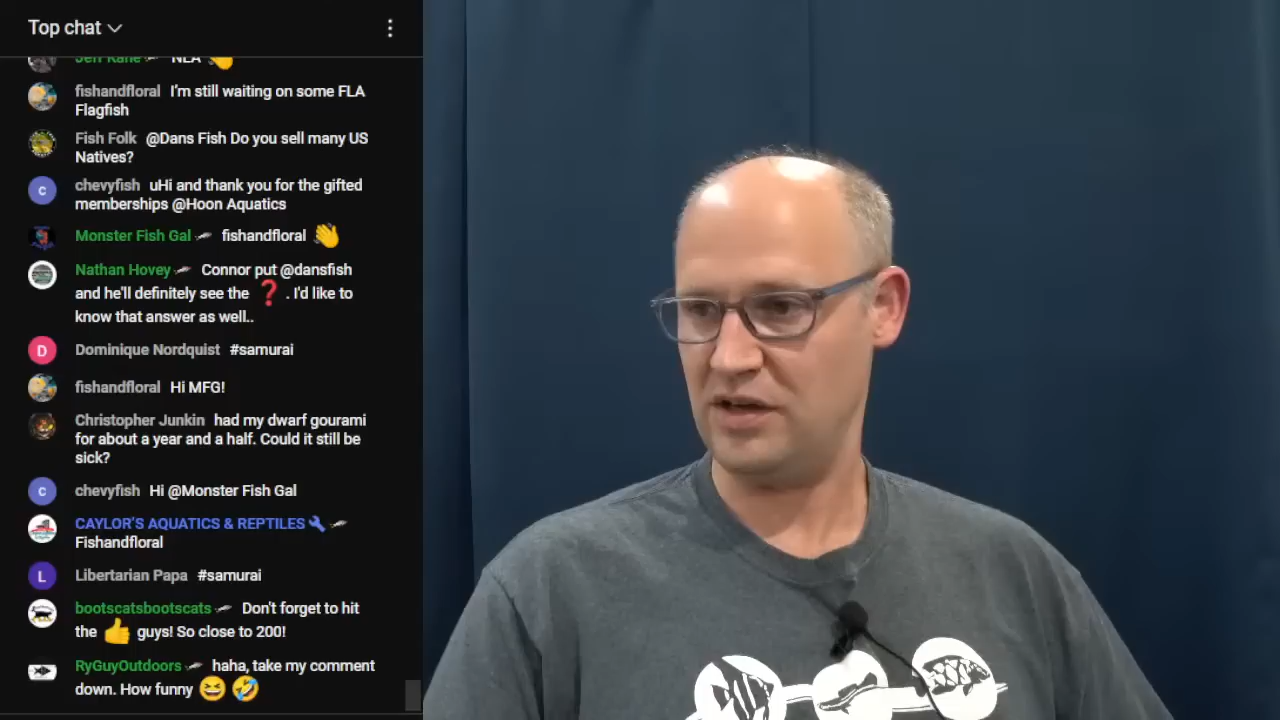 Top chat
Jeff Kane NLA
fishandfloral I'm still waiting on some FLA
Flagfish
Fish Folk @Dans Fish Do you sell many US
Natives?
chevyfish uHi and thank you for the gifted
memberships @Hoon Aquatics
Monster Fish Gal fishandfloral 👋
Nathan Hovey Connor put @dansfish
and he'll definitely see the ❓ . I'd like to
know that answer as well..
Dominique Nordquist #samurai
fishandfloral Hi MFG!
Christopher Junkin had my dwarf gourami
for about a year and a half. Could it still be
sick?
chevyfish Hi @Monster Fish Gal
CAYLOR'S AQUATICS & REPTILES
Fishandfloral
Libertarian Papa #samurai
bootscatsbootscats Don't forget to hit
the 👍 guys! So close to 200!
RyGuyOutdoors haha, take my comment
down. How funny 😆 🤣